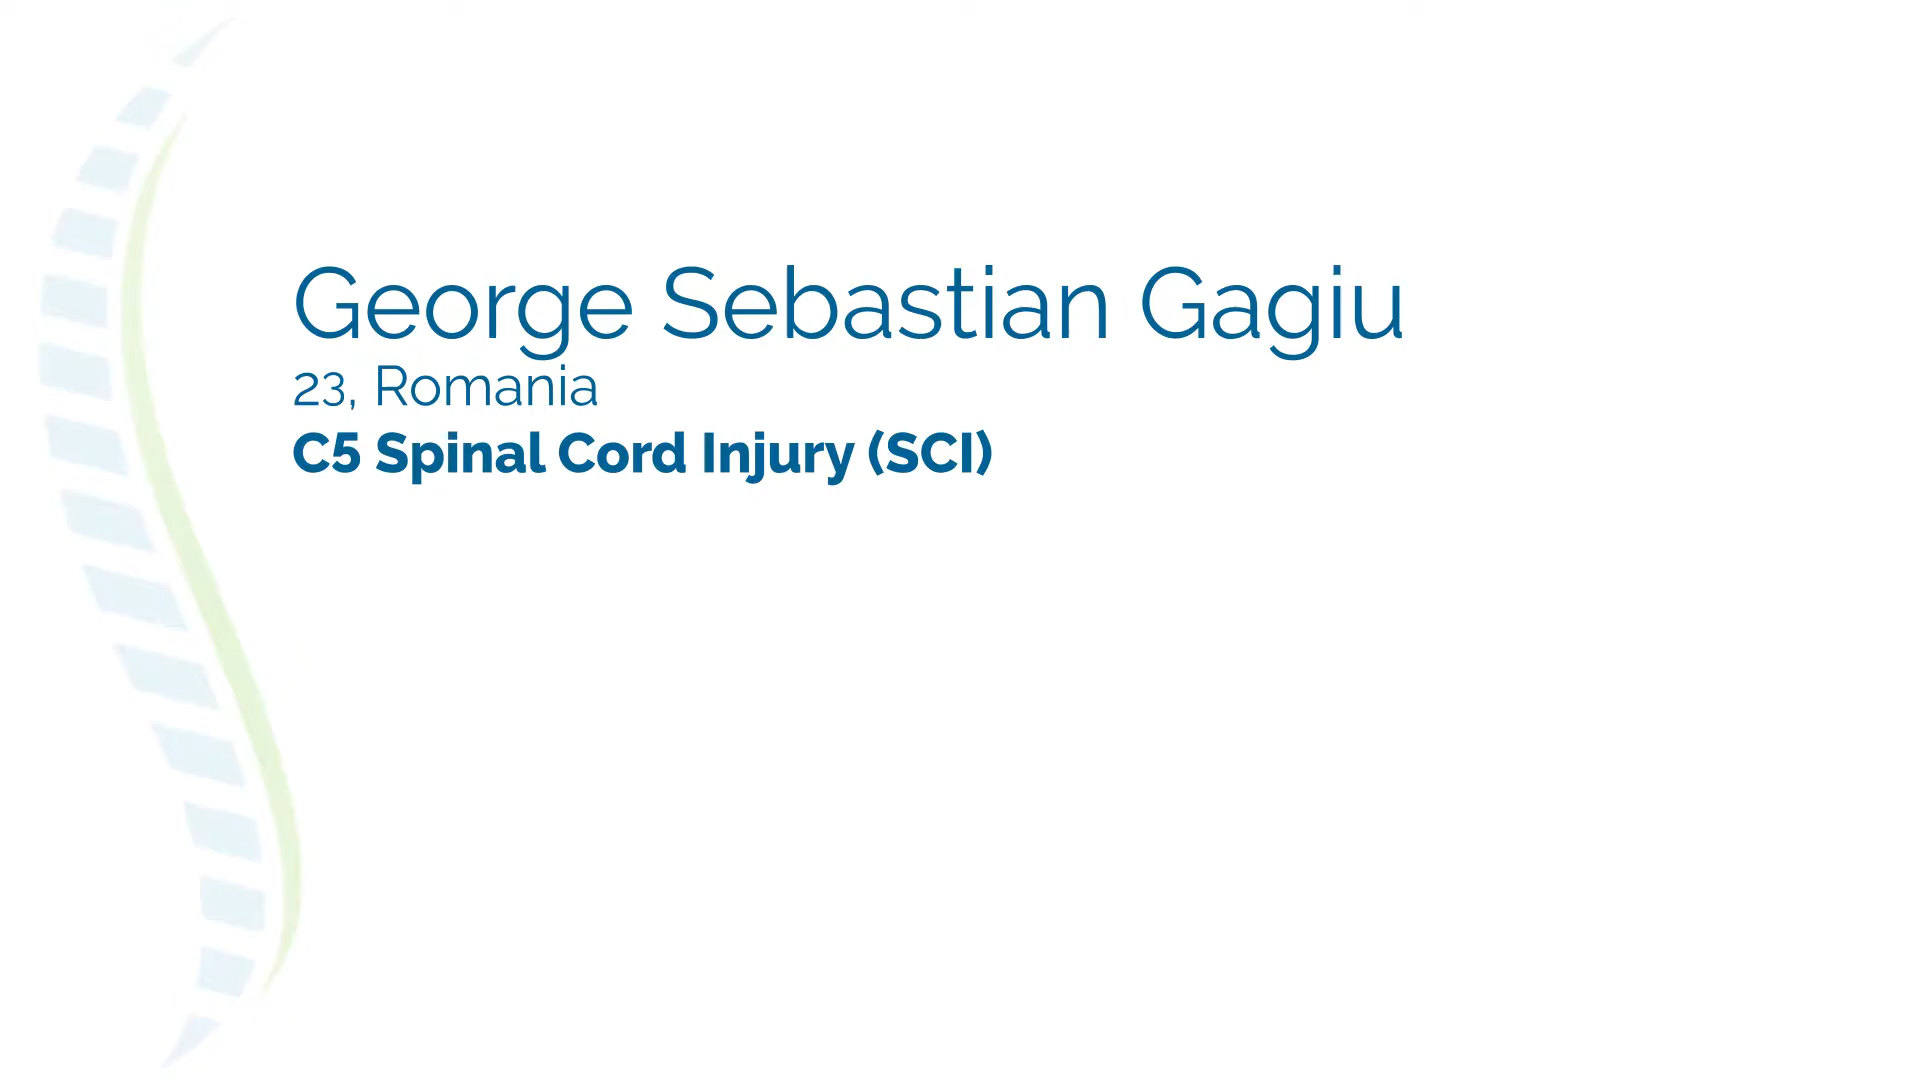 George Sebastian Gagiu
23, Romania
C5 Spinal Cord Injury (SCI)